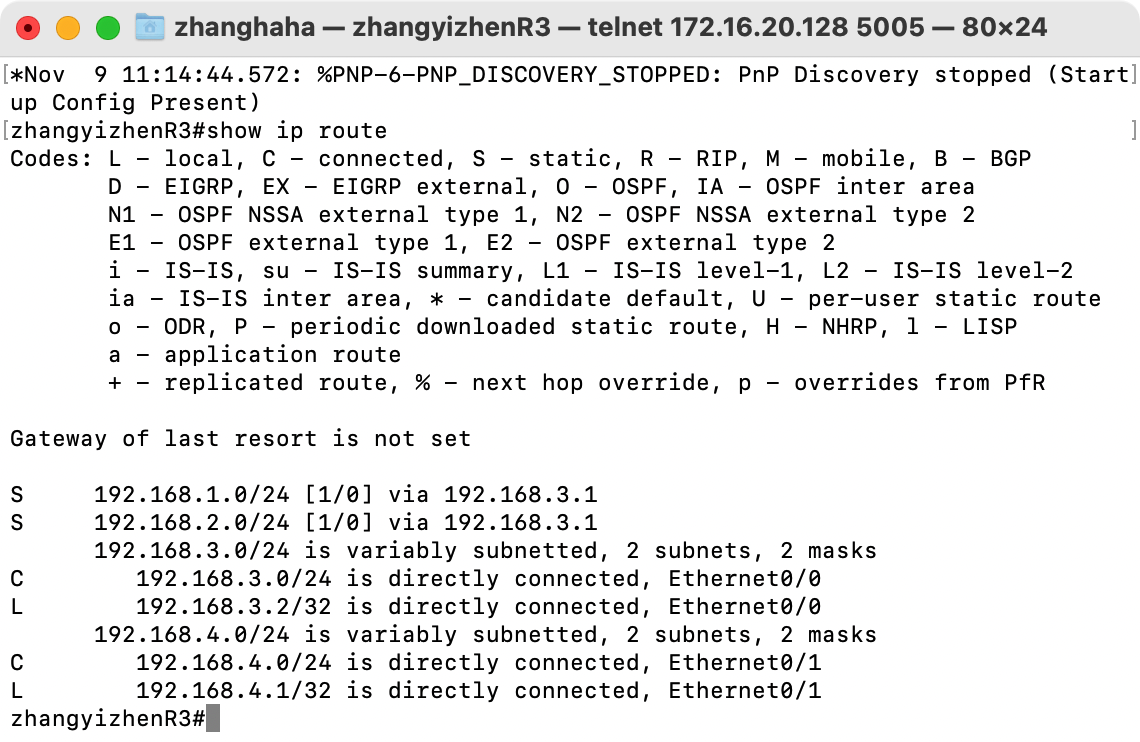 zhanghaha — zhangyizhenR3 — telnet 172.16.20.128 5005 — 80×24
[*Nov  9 11:14:44.572: %PNP-6-PNP_DISCOVERY_STOPPED: PnP Discovery stopped (Start]
up Config Present)
[zhangyizhenR3#show ip route ]
Codes: L - local, C - connected, S - static, R - RIP, M - mobile, B - BGP
       D - EIGRP, EX - EIGRP external, O - OSPF, IA - OSPF inter area
       N1 - OSPF NSSA external type 1, N2 - OSPF NSSA external type 2
       E1 - OSPF external type 1, E2 - OSPF external type 2
       i - IS-IS, su - IS-IS summary, L1 - IS-IS level-1, L2 - IS-IS level-2
       ia - IS-IS inter area, * - candidate default, U - per-user static route
       o - ODR, P - periodic downloaded static route, H - NHRP, l - LISP
       a - application route
       + - replicated route, % - next hop override, p - overrides from PfR
Gateway of last resort is not set
S     192.168.1.0/24 [1/0] via 192.168.3.1
S     192.168.2.0/24 [1/0] via 192.168.3.1
      192.168.3.0/24 is variably subnetted, 2 subnets, 2 masks
C        192.168.3.0/24 is directly connected, Ethernet0/0
L        192.168.3.2/32 is directly connected, Ethernet0/0
      192.168.4.0/24 is variably subnetted, 2 subnets, 2 masks
C        192.168.4.0/24 is directly connected, Ethernet0/1
L        192.168.4.1/32 is directly connected, Ethernet0/1
zhangyizhenR3#